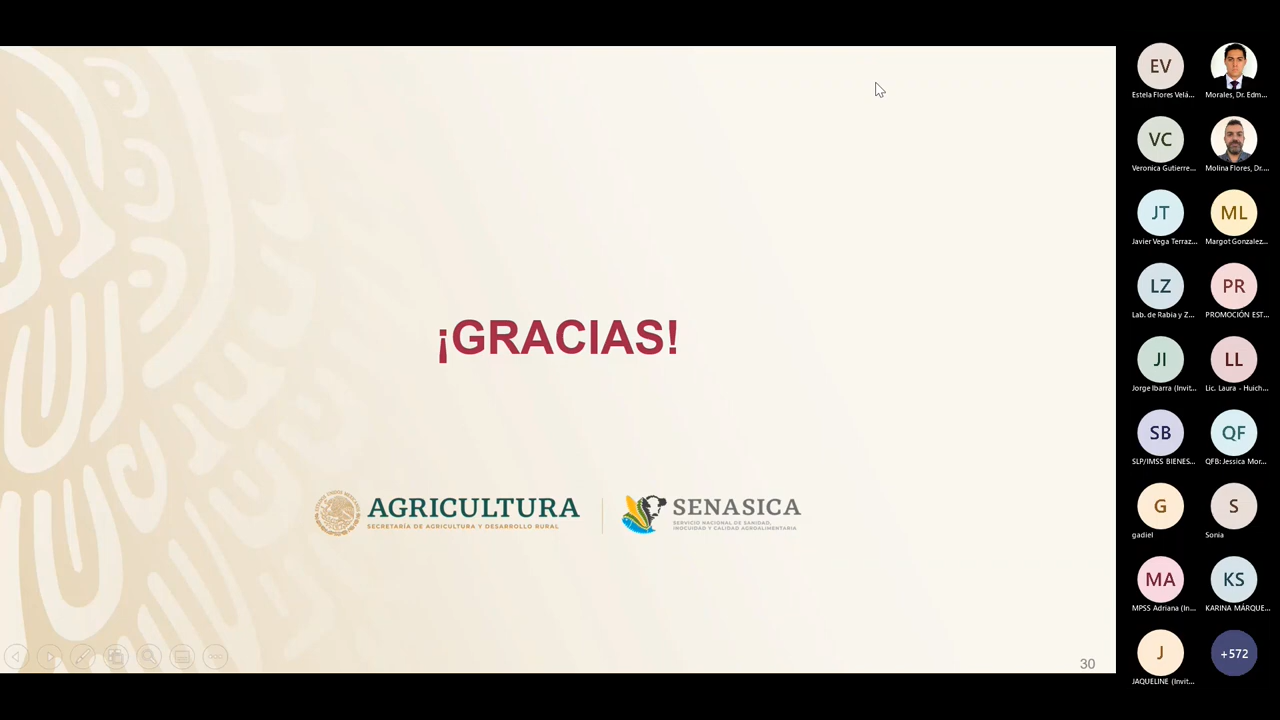 ¡GRACIAS!
AGRICULTURA
SECRETARÍA DE AGRICULTURA Y DESARROLLO RURAL
SENASICA
SERVICIO NACIONAL DE SANIDAD,
INOCUIDAD Y CALIDAD AGROALIMENTARIA
30
EV
Estela Flores Velá...
Morales, Dr. Edm...
VC
Veronica Gutierre...
Molina Flores, Dr....
JT
Javier Vega Terraz...
ML
Margot Gonzalez...
LZ
Lab. de Rabia y Z...
PR
PROMOCIÓN EST...
JI
Jorge Ibarra (Invit...
LL
Lic. Laura - Huich...
SB
SLP/IMSS BIENES...
QF
QFB: Jessica Mor...
G
gadiel
S
Sonia
MA
MPSS Adriana (In...
KS
KARINA MÁRQUE...
J
JAQUELINE (Invit...
+572